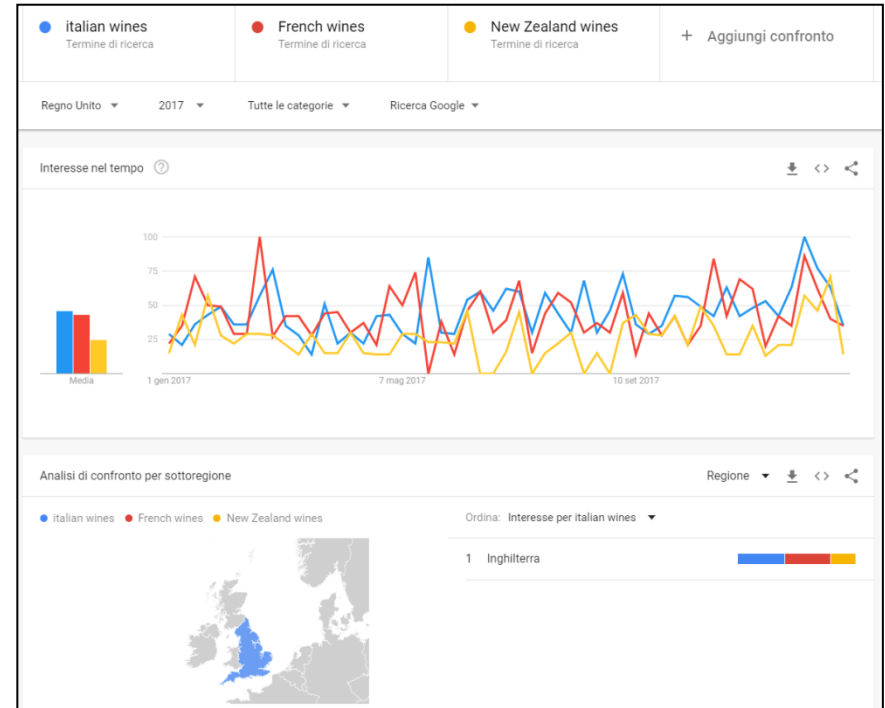 italian wines
Termine di ricerca
French wines
Termine di ricerca
New Zealand wines
Termine di ricerca
+ Aggiungi confronto
Regno Unito
2017
Tutte le categorie
Ricerca Google
Interesse nel tempo ?
100
75
50
25
Media
1 gen 2017
7 mag 2017
10 set 2017
Analisi di confronto per sottoregione
Regione
italian wines French wines New Zealand wines
Ordina: Interesse per italian wines
1 Inghilterra